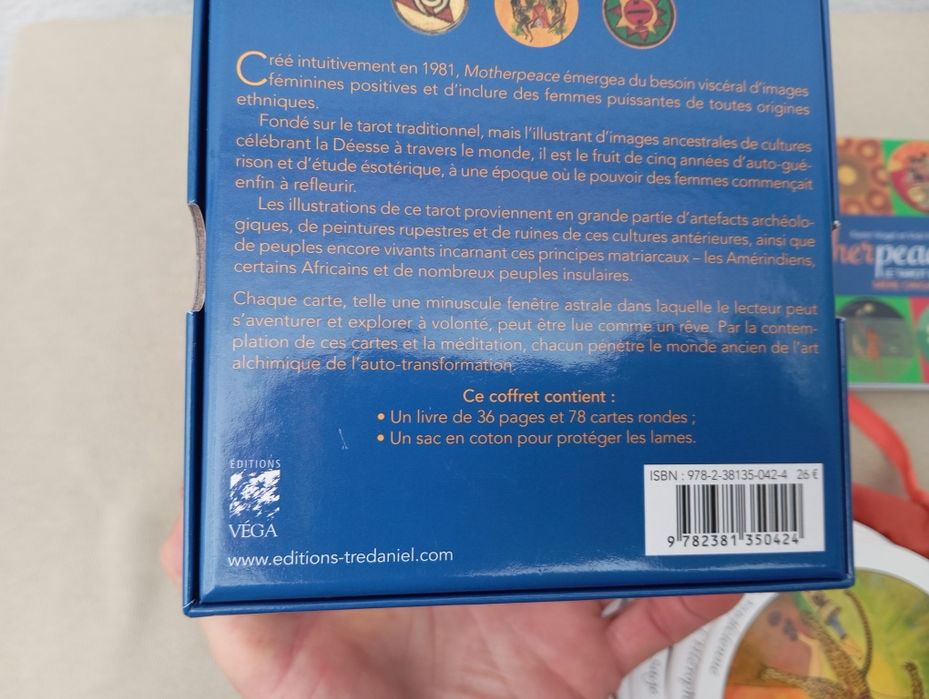 Créé intuitivement en 1981, Motherpeace émergea du besoin viscéral d'images
féminines positives et d'inclure des femmes puissantes de toutes origines
ethniques.
Fondé sur le tarot traditionnel, mais l'illustrant d'images ancestrales de cultures
célébrant la Déesse à travers le monde, il est le fruit de cinq années d'auto-gué-
rison et d'étude ésotérique, à une époque où le pouvoir des femmes commençait
enfin à refleurir.
Les illustrations de ce tarot proviennent en grande partie d'artefacts archéolo-
giques, de peintures rupestres et de ruines de ces cultures antérieures, ainsi que
de peuples encore vivants incarnant ces principes matriarcaux – les Amérindiens,
certains Africains et de nombreux peuples insulaires.
Chaque carte, telle une minuscule fenêtre astrale dans laquelle le lecteur peut
s'aventurer et explorer à volonté, peut être lue comme un rêve. Par la contem-
plation de ces cartes et la méditation, chacun pénètre le monde ancien de l'art
alchimique de l'auto-transformation.
Ce coffret contient :
• Un livre de 36 pages et 78 cartes rondes ;
• Un sac en coton pour protéger les lames.
ÉDITIONS
VÉGA
www.editions-tredaniel.com
ISBN : 978-2-38135-042-4 26 €
9 782381 350424
herpeac
LE TAROT